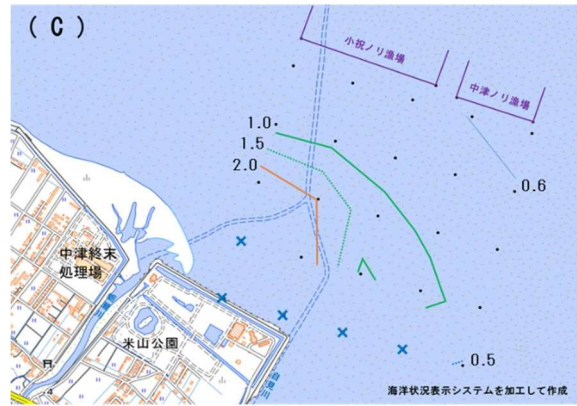 (C)
小祝ノリ漁場
中津ノリ漁場
1.0
1.5
2.0
0.6
中津終末
処理場
米山公園
0.5
海洋状況表示システムを加工して作成